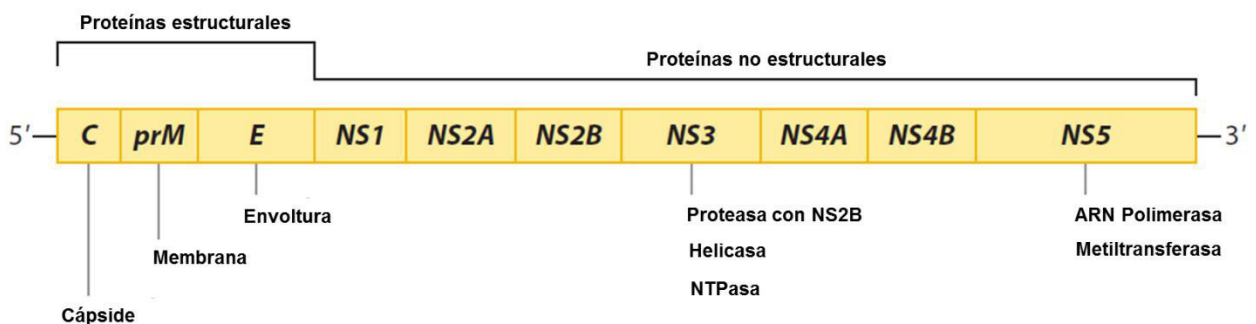 Proteínas estructurales
Proteínas no estructurales
5′ C prM E NS1 NS2A NS2B NS3 NS4A NS4B NS5 3′
Envoltura
Proteasa con NS2B
ARN Polimerasa
Membrana
Helicasa
Metiltransferasa
NTPasa
Cápside